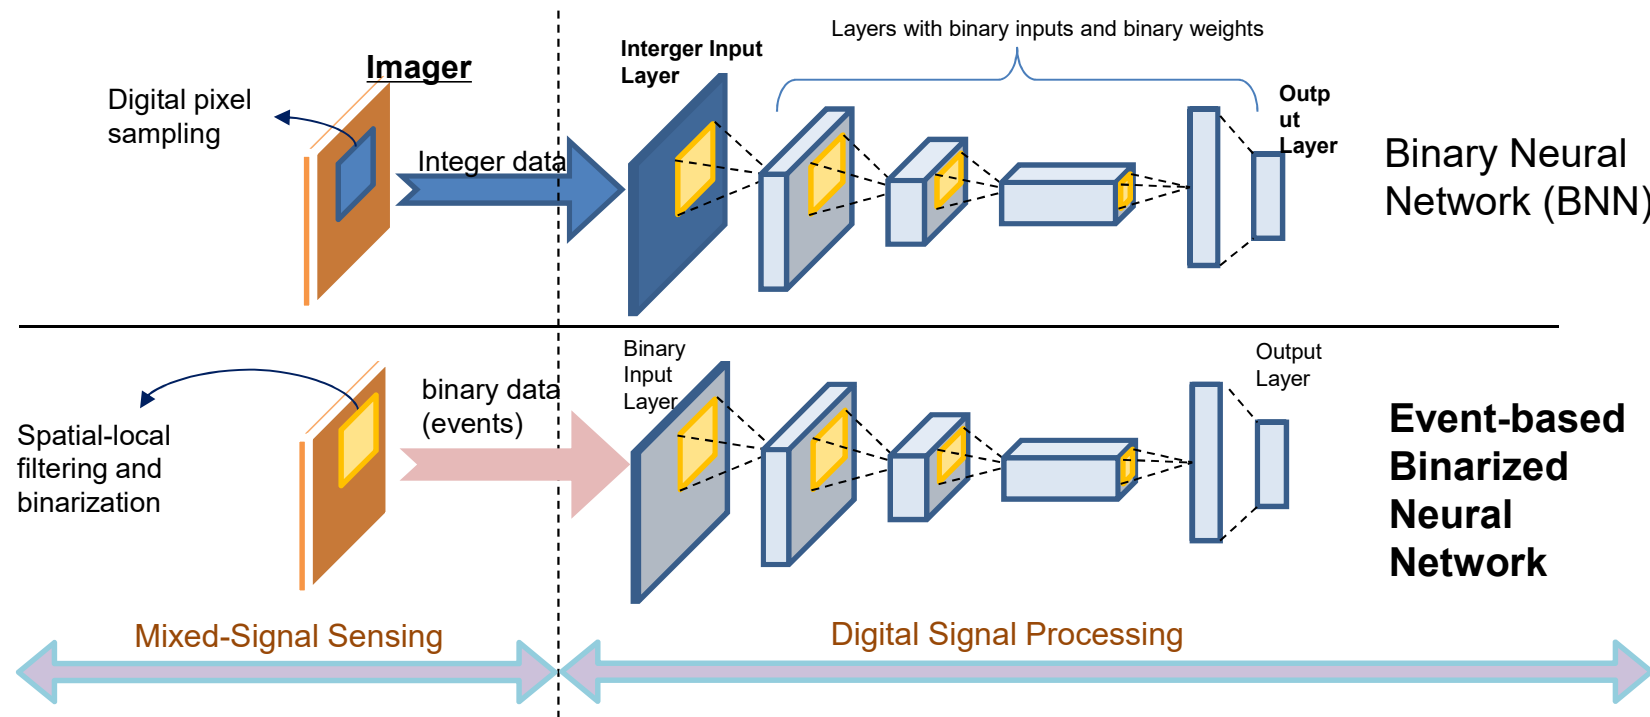 Layers with binary inputs and binary weights
Interger Input
Layer
Imager
Digital pixel
sampling
Outp
ut
Layer
Integer data
Binary Neural
Network (BNN)
Binary
Input
Layer
Output
Layer
binary data
(events)
Spatial-local
filtering and
binarization
Event-based
Binarized
Neural
Network
Mixed-Signal Sensing
Digital Signal Processing